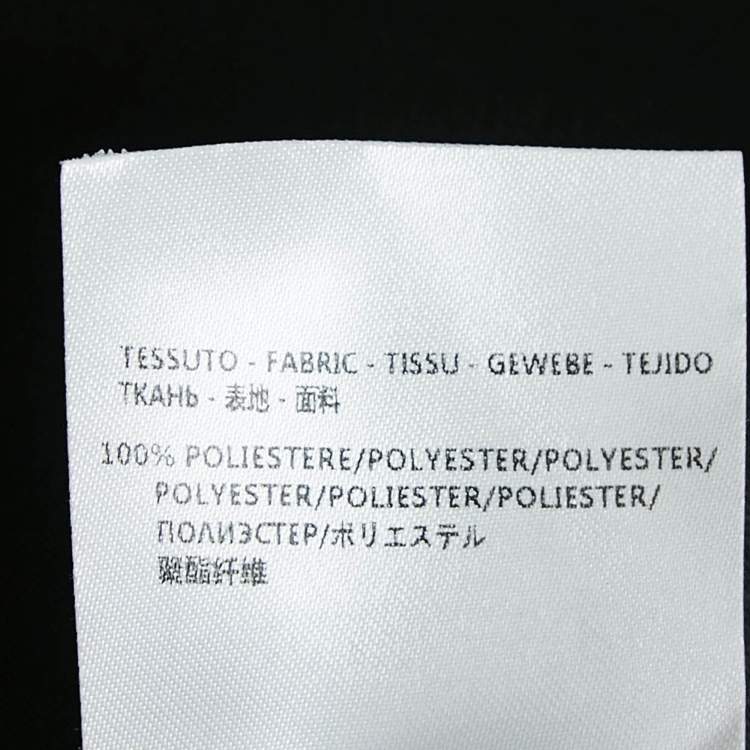 TESSUTO - FABRIC - TISSU - GEWEBE - TEJIDO
ТКАНЬ - 表地 - 面料
100% POLIESTERE/POLYESTER/POLYESTER/
POLYESTER/POLIESTER/POLIESTER/
ПОЛИЭСТЕР/ポリエステル
聚酯纤维